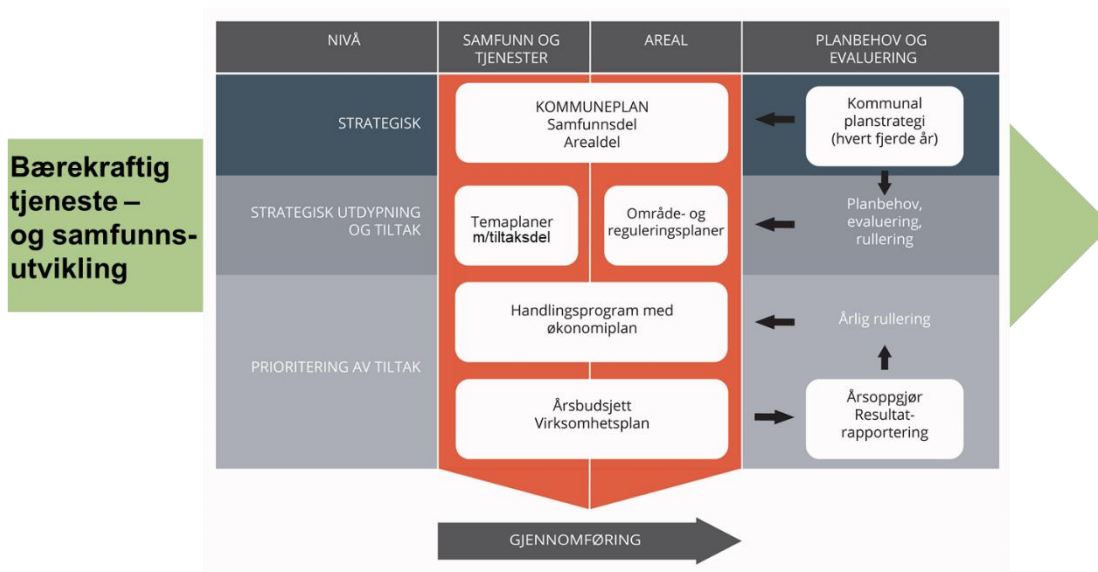 Bærekraftig
tjeneste –
og samfunns-
utvikling
NIVÅ
SAMFUNN OG
TJENESTER
AREAL
PLANBEHOV OG
EVALUERING
STRATEGISK
KOMMUNEPLAN
Samfunnsdel
Arealdel
Kommunal
planstrategi
(hvert fjerde år)
STRATEGISK UTDYPNING
OG TILTAK
Temaplaner
m/tiltaksdel
Område- og
reguleringsplaner
Planbehov,
evaluering,
rullering
PRIORITERING AV TILTAK
Handlingsprogram med
økonomiplan
Årlig rullering
Årsbudsjett
Virksomhetsplan
Årsoppgjør
Resultat-
rapportering
GJENNOMFØRING